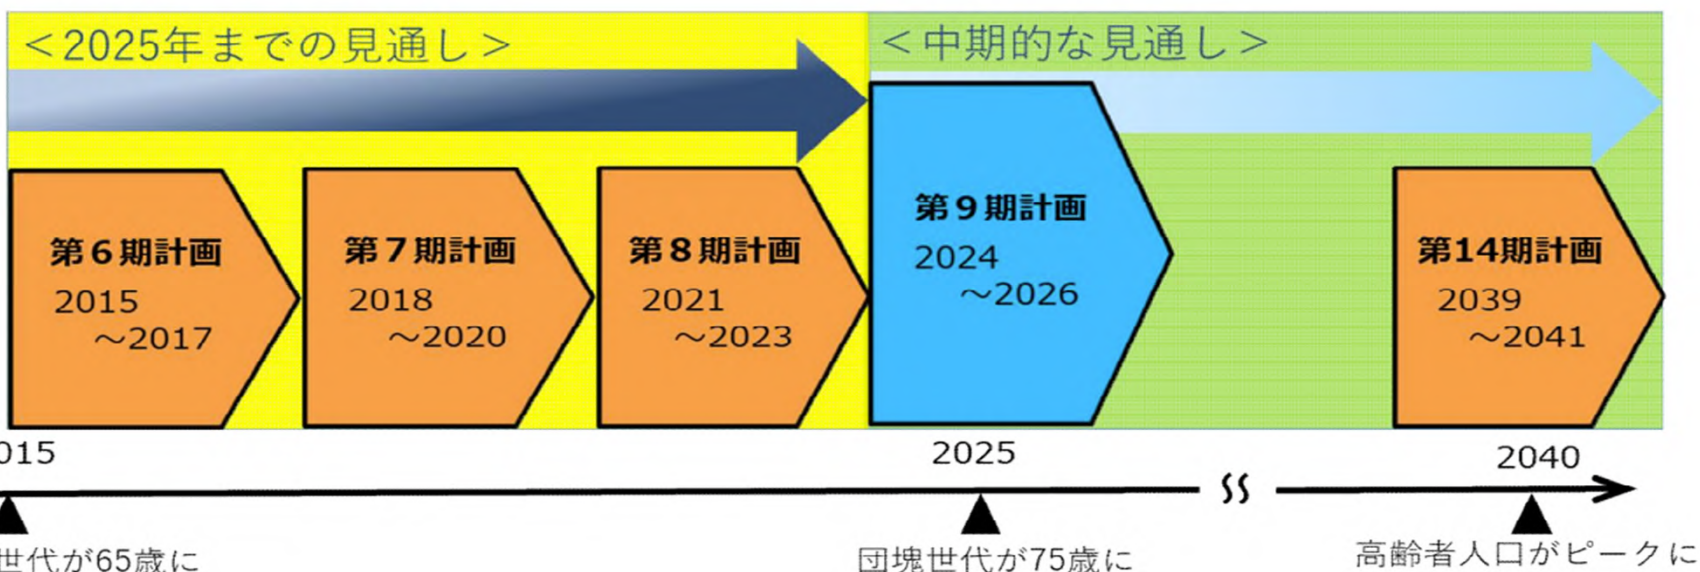 ＜2025年までの見通し＞
＜中期的な見通し＞
第６期計画
2015
～2017
第７期計画
2018
～2020
第８期計画
2021
～2023
第９期計画
2024
～2026
第14期計画
2039
～2041
015
2025
2040
世代が65歳に
団塊世代が75歳に
高齢者人口がピークに